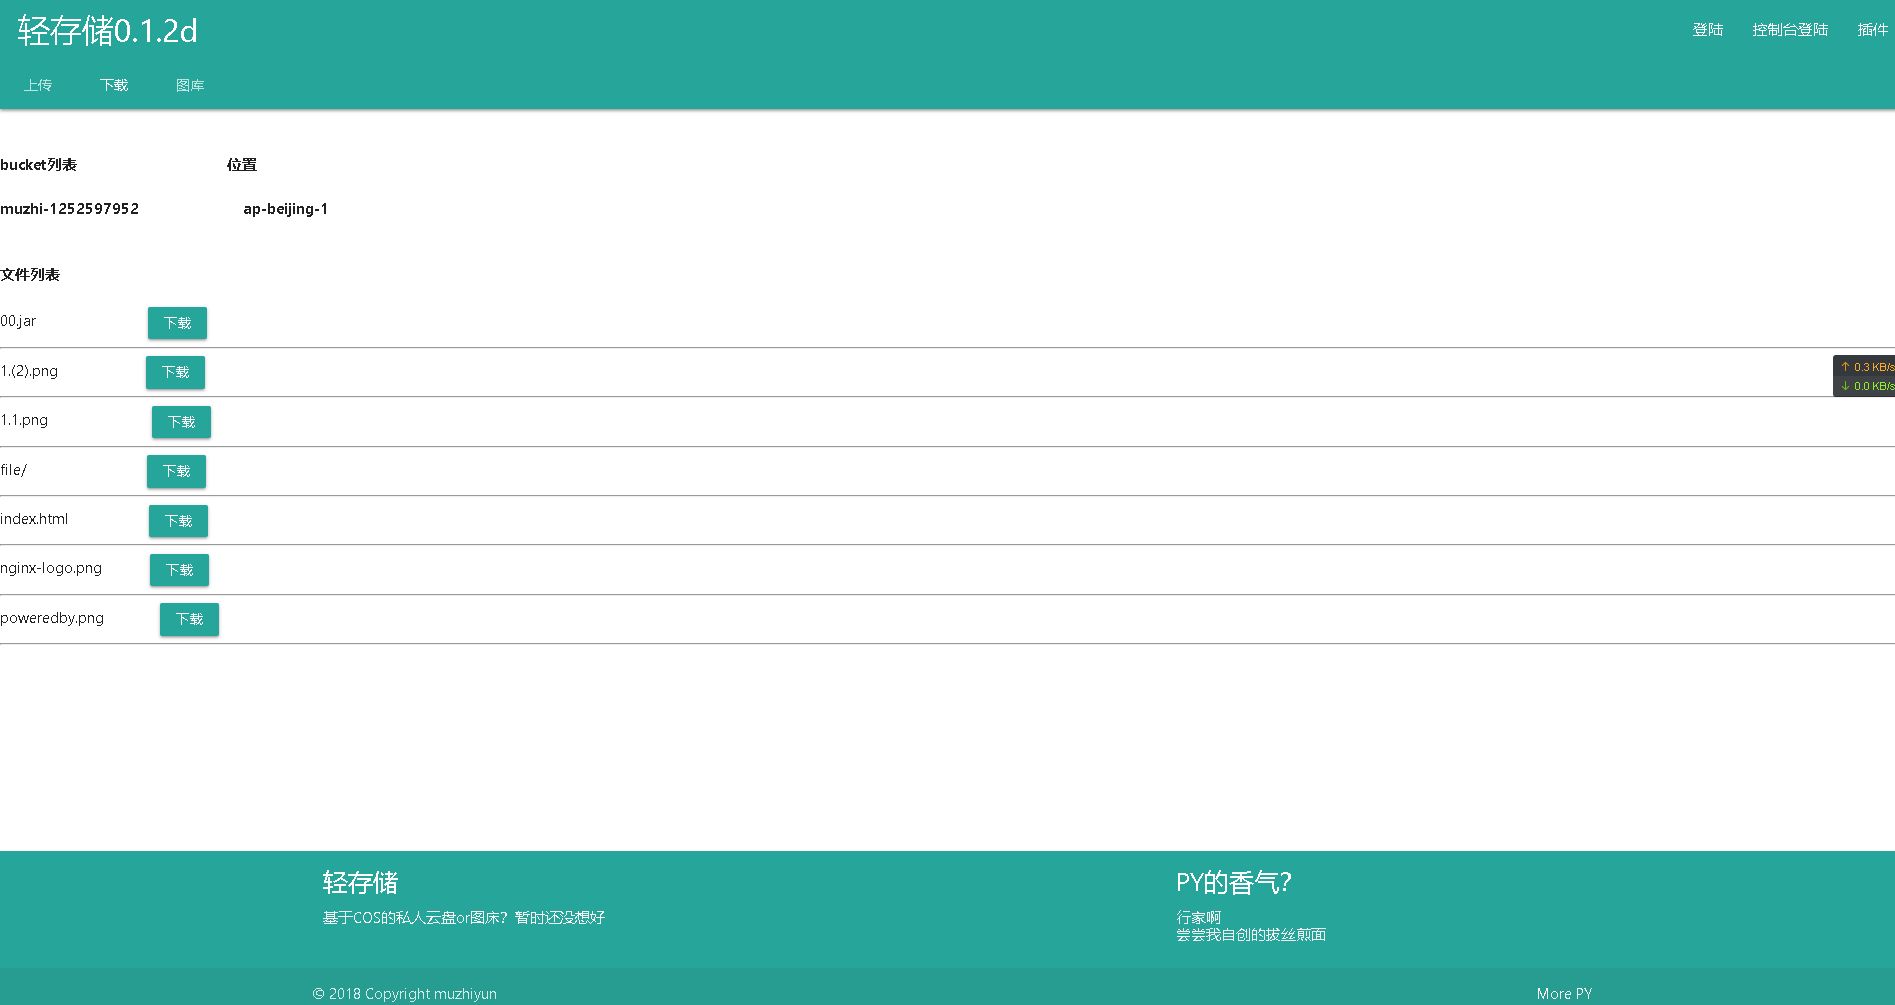 轻存储0.1.2d
登陆 控制台登陆 插件
上传 下载 图库
bucket列表 位置
muzhi-1252597952 ap-beijing-1
文件列表
00.jar 下载
1.(2).png 下载
↑ 0.3 KB/s
↓ 0.0 KB/s
1.1.png 下载
file/ 下载
index.html 下载
nginx-logo.png 下载
poweredby.png 下载
轻存储
基于COS的私人云盘or图床？暂时还没想好
PY的香气？
行家啊
尝尝我自创的拔丝煎面
© 2018 Copyright muzhiyun
More PY